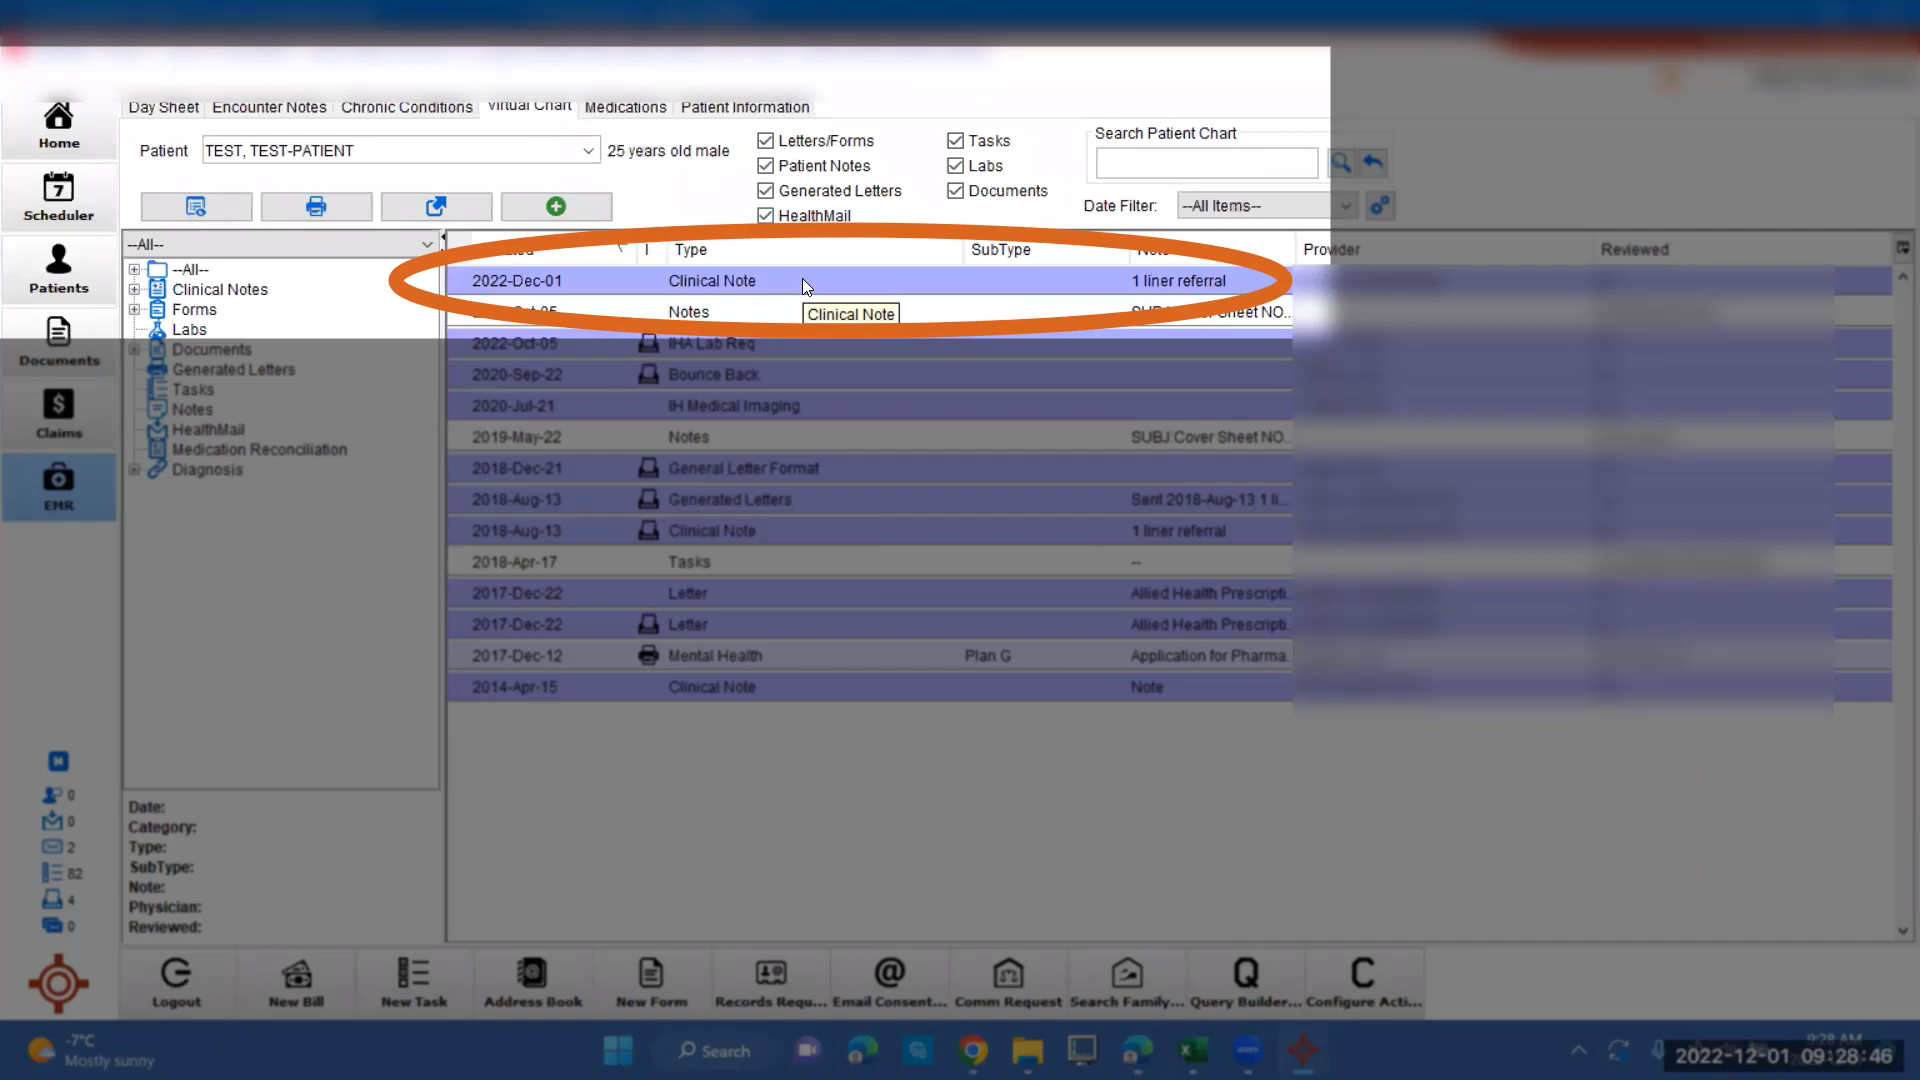 Day Sheet Encounter Notes Chronic Conditions Virtual Chart Medications Patient Information
Home
Scheduler
Patients
Documents
Claims
EMR
Patient TEST, TEST-PATIENT 25 years old male
Letters/Forms
Patient Notes
Generated Letters
HealthMail
Tasks
Labs
Documents
Search Patient Chart
Date Filter: --All Items--
--All--
--All--
Clinical Notes
Forms
Labs
Documents
Generated Letters
Tasks
Notes
HealthMail
Medication Reconciliation
Diagnosis
I Type SubType Provider Reviewed
2022-Dec-01 Clinical Note 1 liner referral
Notes
Clinical Note
2022-Oct-05 IHA Lab Req
2020-Sep-22 Bounce Back
2020-Jul-21 IH Medical Imaging
2019-May-22 Notes SUBJ:Cover Sheet NO...
2018-Dec-21 General Letter Format
2018-Aug-13 Generated Letters Sent 2018-Aug-13 1 li...
2018-Aug-13 Clinical Note 1 liner referral
2018-Apr-17 Tasks --
2017-Dec-22 Letter Allied Health Prescripti...
2017-Dec-22 Letter Allied Health Prescripti...
2017-Dec-12 Mental Health Plan G Application for Pharma...
2014-Apr-15 Clinical Note Note
0
0
2
82
4
0
Date:
Category:
Type:
SubType:
Note:
Physician:
Reviewed:
Logout New Bill New Task Address Book New Form Records Requ... Email Consent... Comm Request Search Family... Query Builder... Configure Acti...
-7°C
Mostly sunny
Search
9:28 AM
2022-12-01 09:28:46